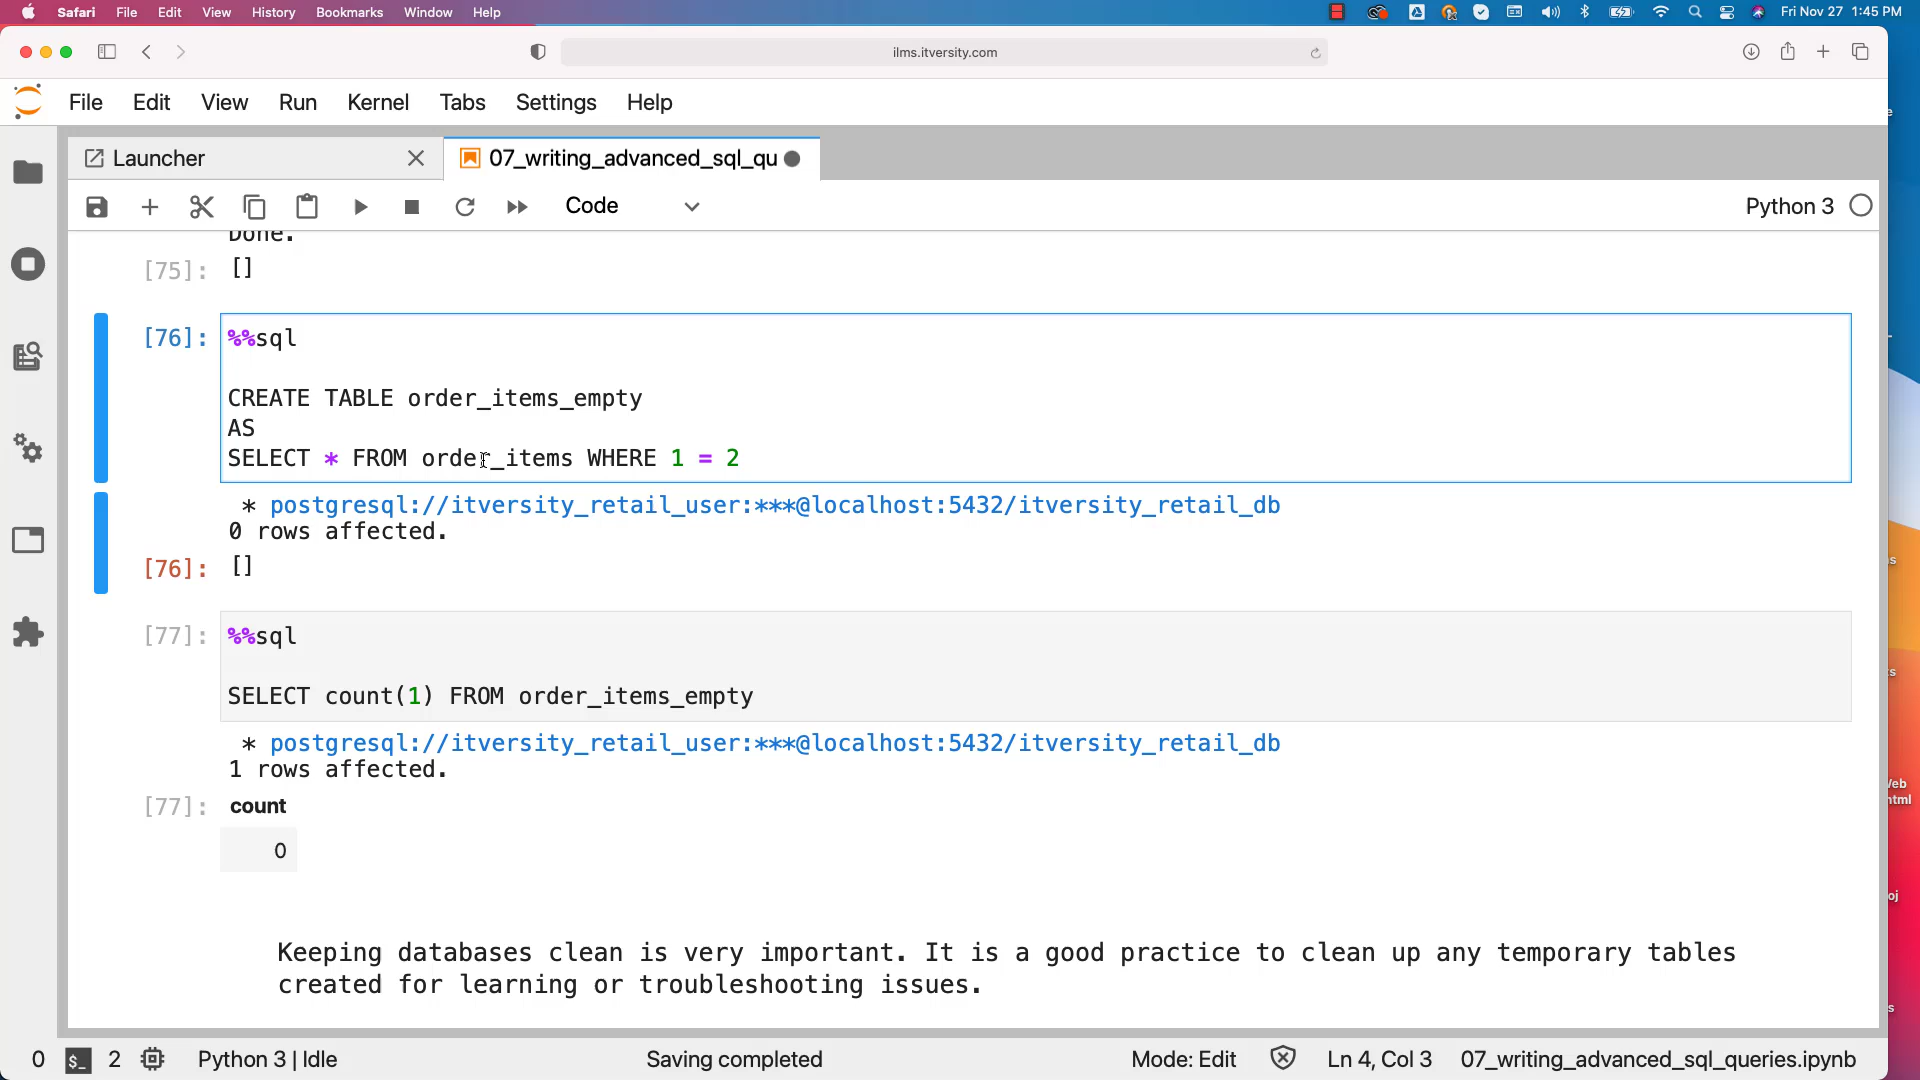 Safari File Edit View History Bookmarks Window Help Fri Nov 27 1:45 PM
ilms.itversity.com
File Edit View Run Kernel Tabs Settings Help
Launcher 07_writing_advanced_sql_qu
Code Python 3
Done.
[75]: []
[76]: %%sql
CREATE TABLE order_items_empty
AS
SELECT * FROM order_items WHERE 1 = 2
* postgresql://itversity_retail_user:***@localhost:5432/itversity_retail_db
0 rows affected.
[76]: []
[77]: %%sql
SELECT count(1) FROM order_items_empty
* postgresql://itversity_retail_user:***@localhost:5432/itversity_retail_db
1 rows affected.
[77]: count
0
Keeping databases clean is very important. It is a good practice to clean up any temporary tables
created for learning or troubleshooting issues.
0 $_ 2 Python 3 | Idle Saving completed Mode: Edit Ln 4, Col 3 07_writing_advanced_sql_queries.ipynb